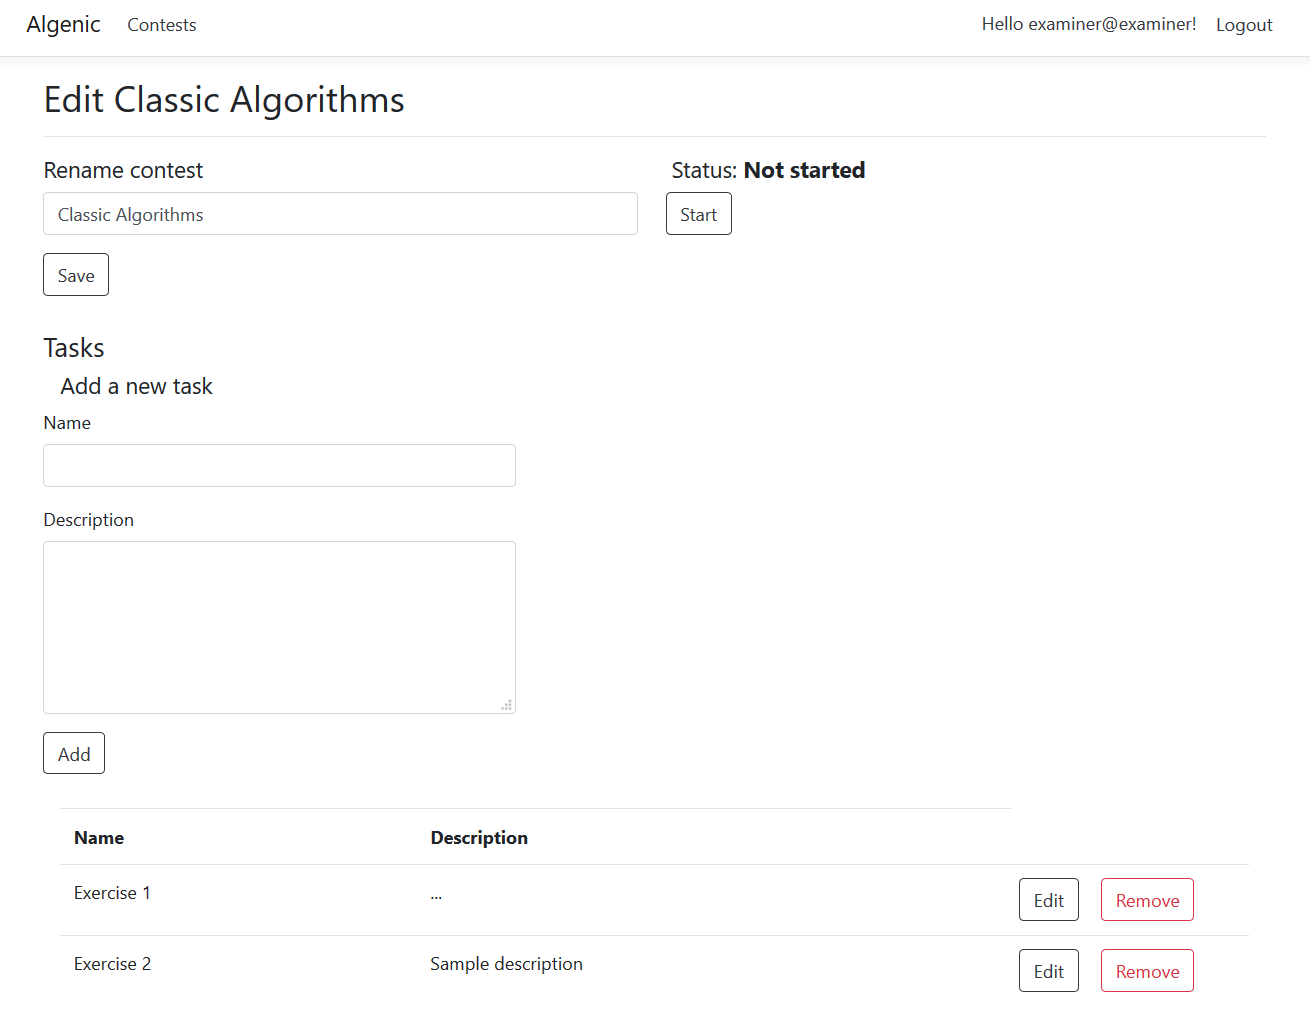 Algenic Contests Hello examiner@examiner! Logout
Edit Classic Algorithms
Rename contest Status: Not started
Classic Algorithms Start
Save
Tasks
Add a new task
Name
Description
Add
Name Description
Exercise 1 ... Edit Remove
Exercise 2 Sample description Edit Remove